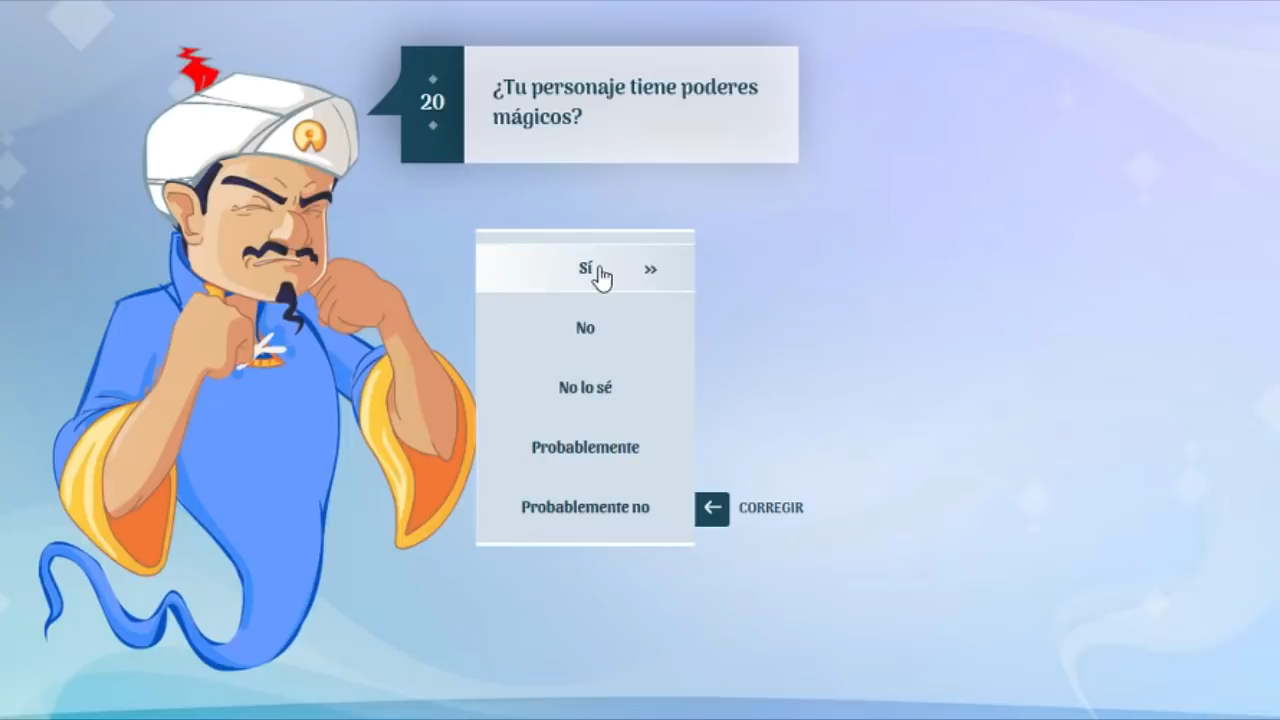 20
¿Tu personaje tiene poderes
mágicos?
Sí
No
No lo sé
Probablemente
Probablemente no
CORREGIR